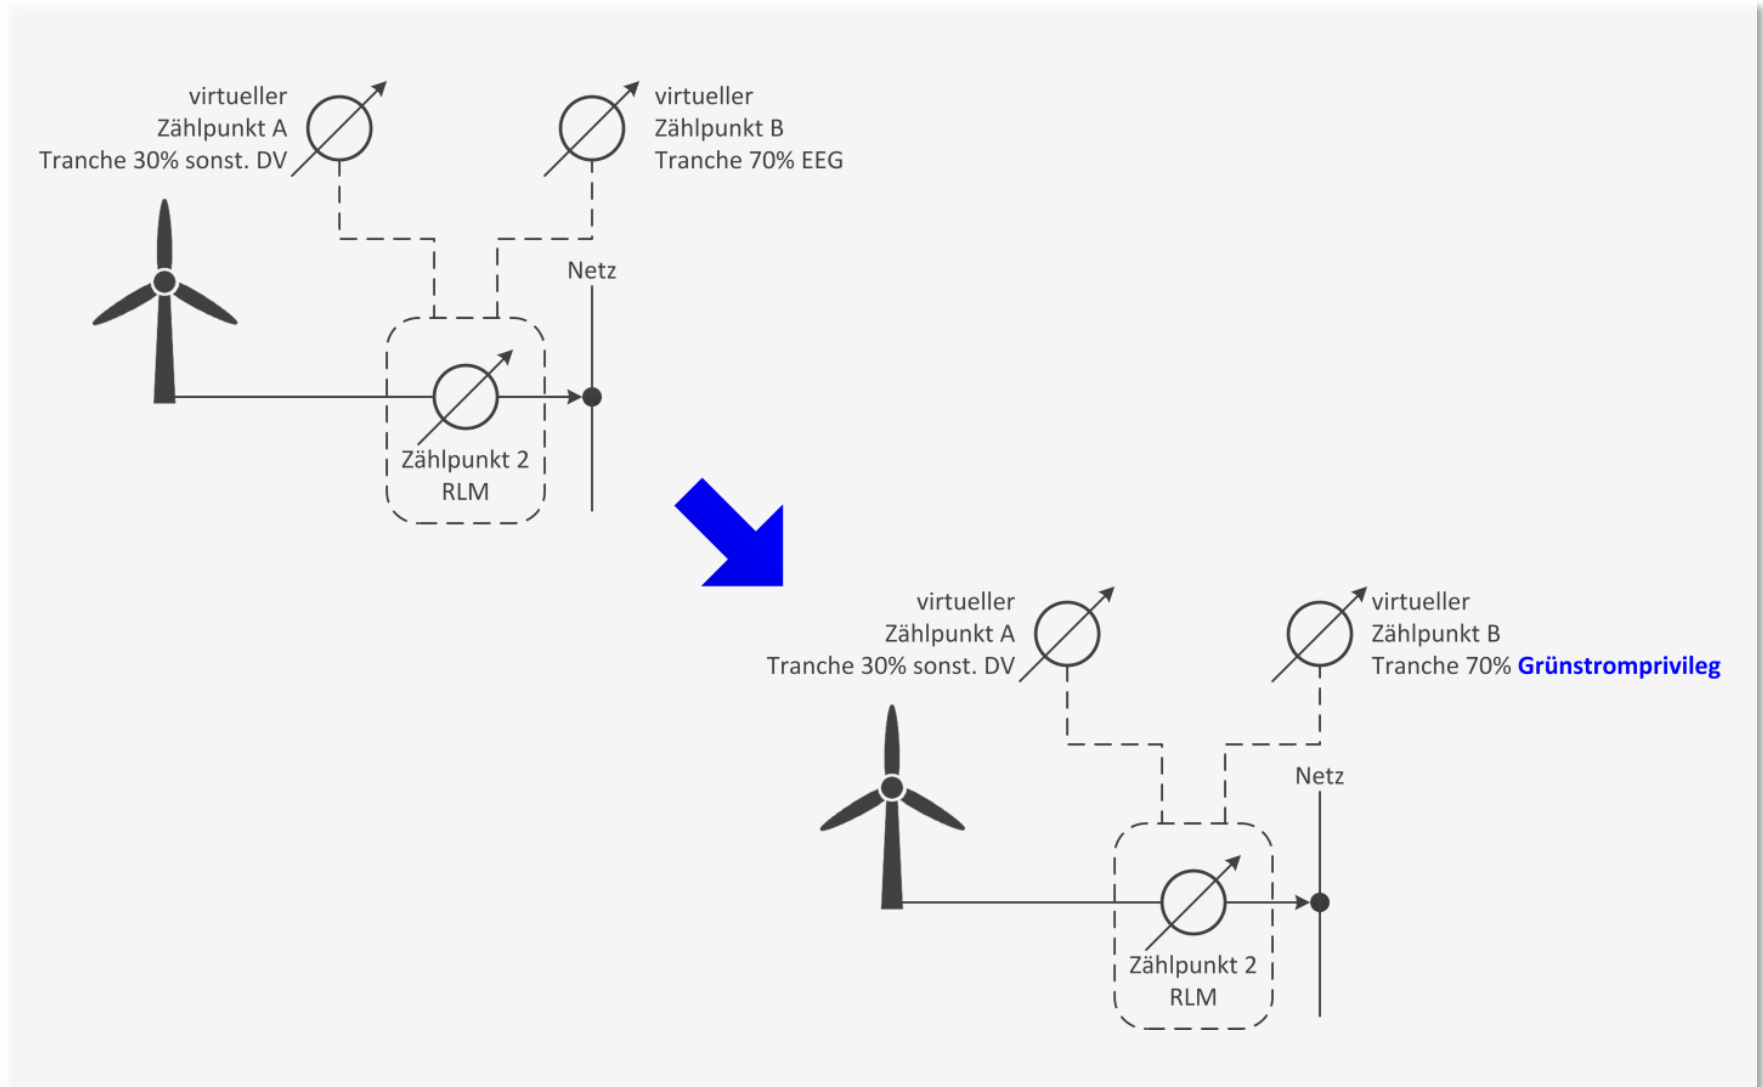 virtueller
Zählpunkt A
Tranche 30% sonst. DV
virtueller
Zählpunkt B
Tranche 70% EEG
Netz
Zählpunkt 2
RLM
virtueller
Zählpunkt A
Tranche 30% sonst. DV
virtueller
Zählpunkt B
Tranche 70% Grünstromprivileg
Netz
Zählpunkt 2
RLM